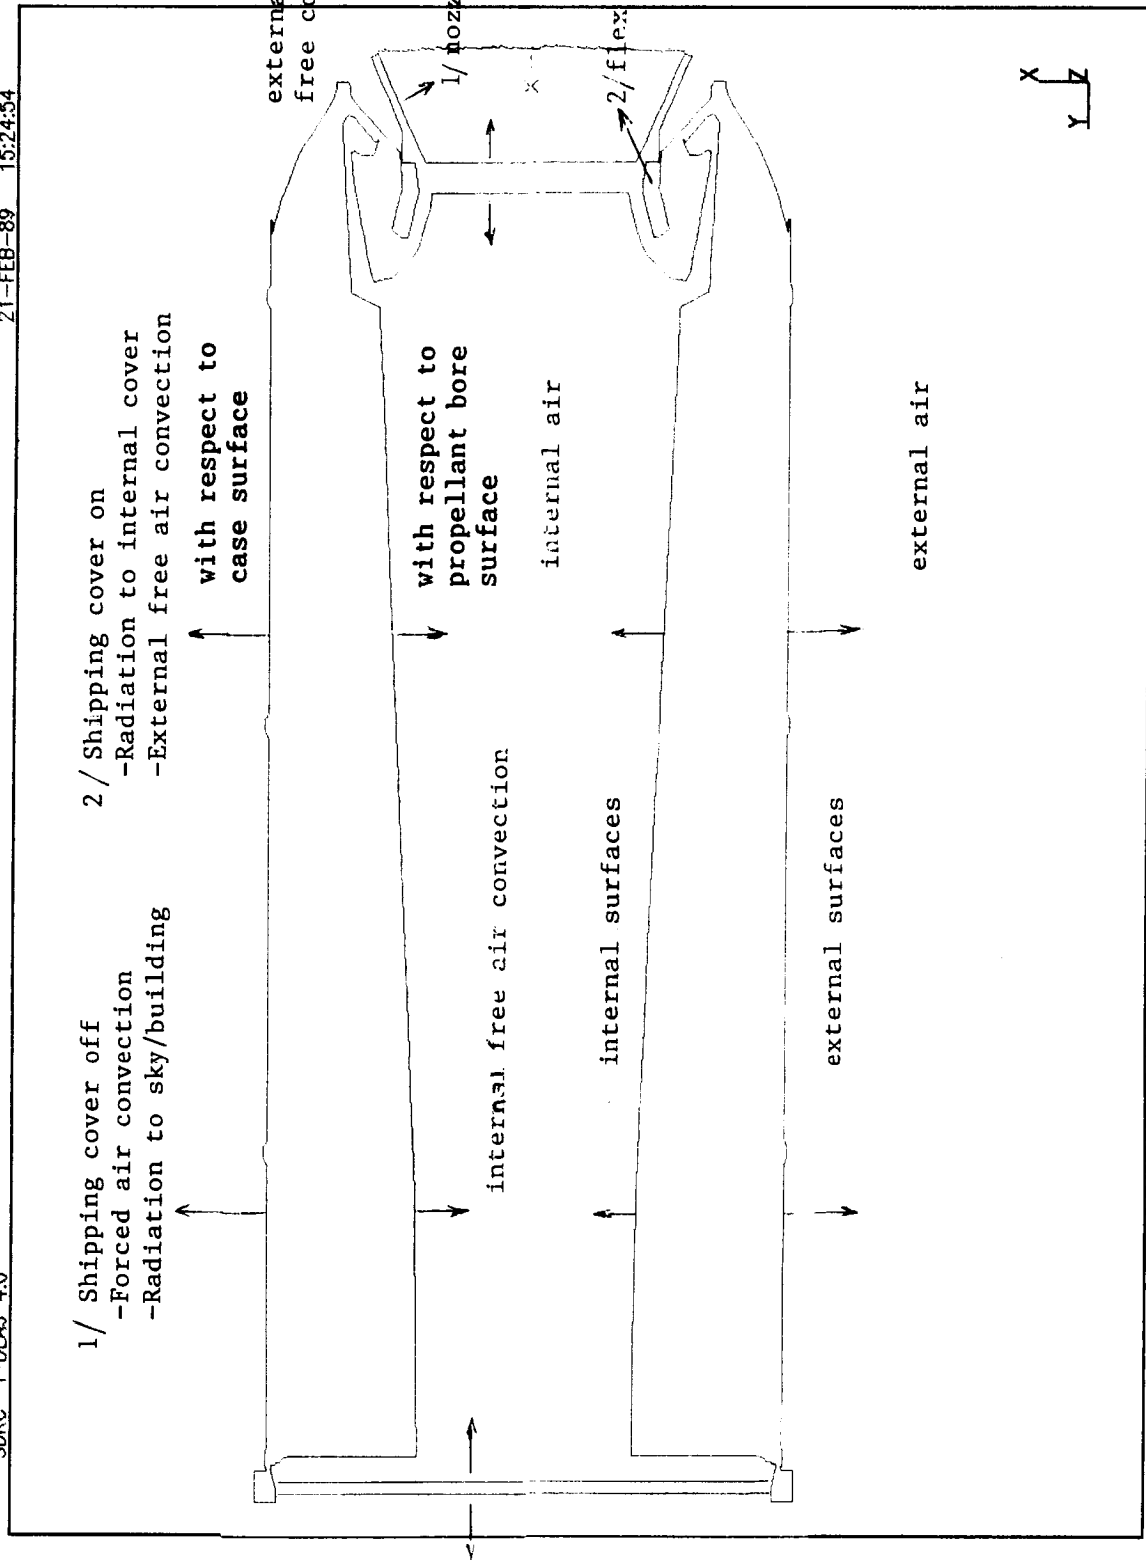 21-FEB-89 15:24:54
1/ Shipping cover off
-Forced air convection
-Radiation to sky/building
2/ Shipping cover on
-Radiation to internal cover
-External free air convection
with respect to
case surface
with respect to
propellant bore
surface
internal air
internal free air convection
internal surfaces
external surfaces
external air
free
1/
2/
X
Y
Z